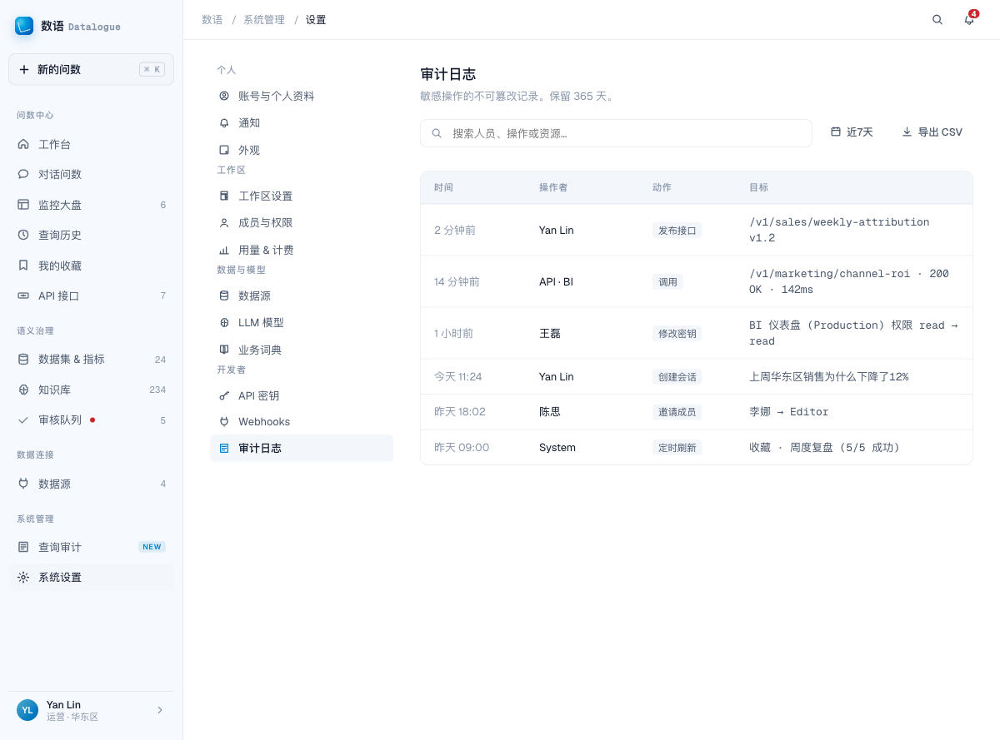 数语 Datalogue
新的问数 ⌘ K
问数中心
工作台
对话问数
监控大盘 6
查询历史
我的收藏
API 接口 7
语义治理
数据集 & 指标 24
知识库 234
审核队列 5
数据连接
数据源 4
系统管理
查询审计 NEW
系统设置
YL
Yan Lin
运营 · 华东区
数语 / 系统管理 / 设置
4
个人
账号与个人资料
通知
外观
工作区
工作区设置
成员与权限
用量 & 计费
数据与模型
数据源
LLM 模型
业务词典
开发者
API 密钥
Webhooks
审计日志
审计日志
敏感操作的不可篡改记录。保留 365 天。
搜索人员、操作或资源…
近7天
导出 CSV
时间 操作者 动作 目标
2 分钟前 Yan Lin 发布接口 /v1/sales/weekly-attribution
v1.2
14 分钟前 API · BI 调用 /v1/marketing/channel-roi · 200
OK · 142ms
1 小时前 王磊 修改密钥 BI 仪表盘 (Production) 权限 read →
read
今天 11:24 Yan Lin 创建会话 上周华东区销售为什么下降了12%
昨天 18:02 陈思 邀请成员 李娜 → Editor
昨天 09:00 System 定时刷新 收藏 · 周度复盘 (5/5 成功)